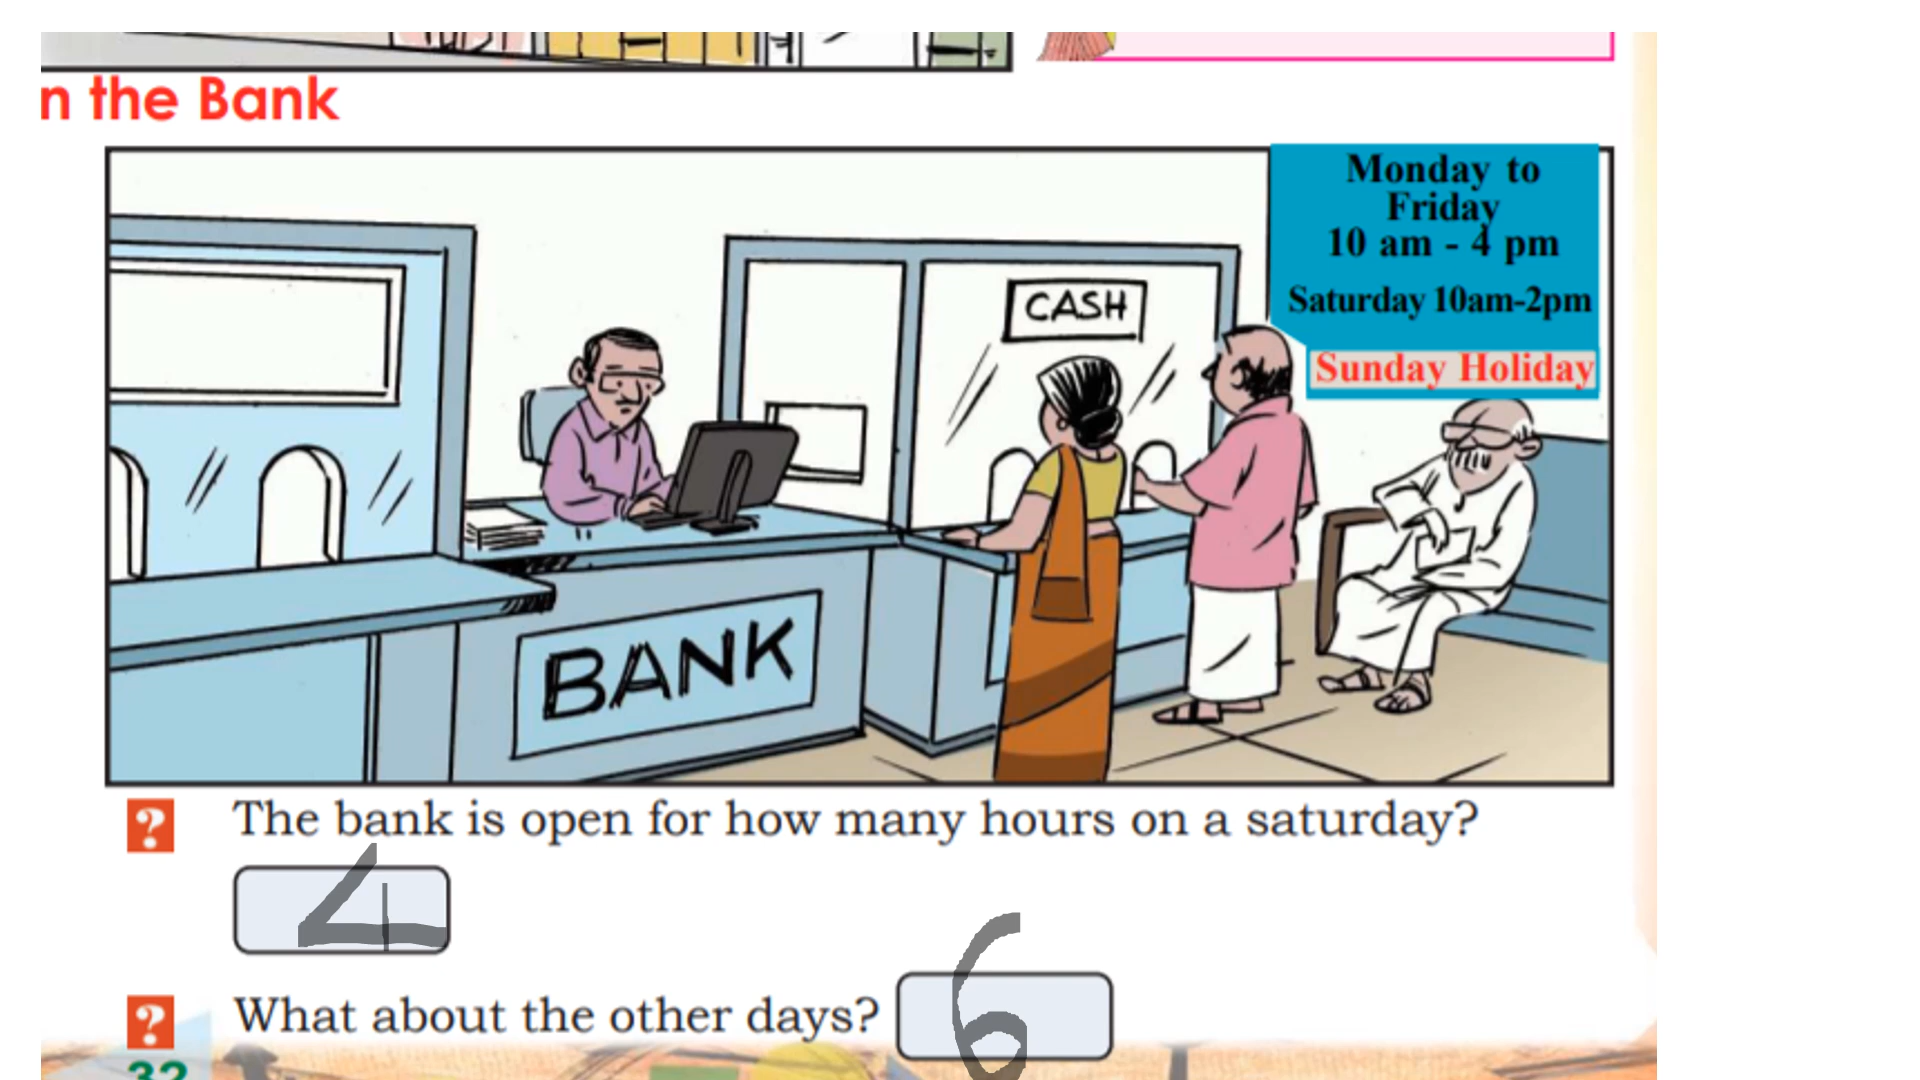 n the Bank
Monday to
Friday
10 am - 4 pm
Saturday 10am-2pm
Sunday Holiday
CASH
BANK
? The bank is open for how many hours on a saturday?
4
? What about the other days? 6
32